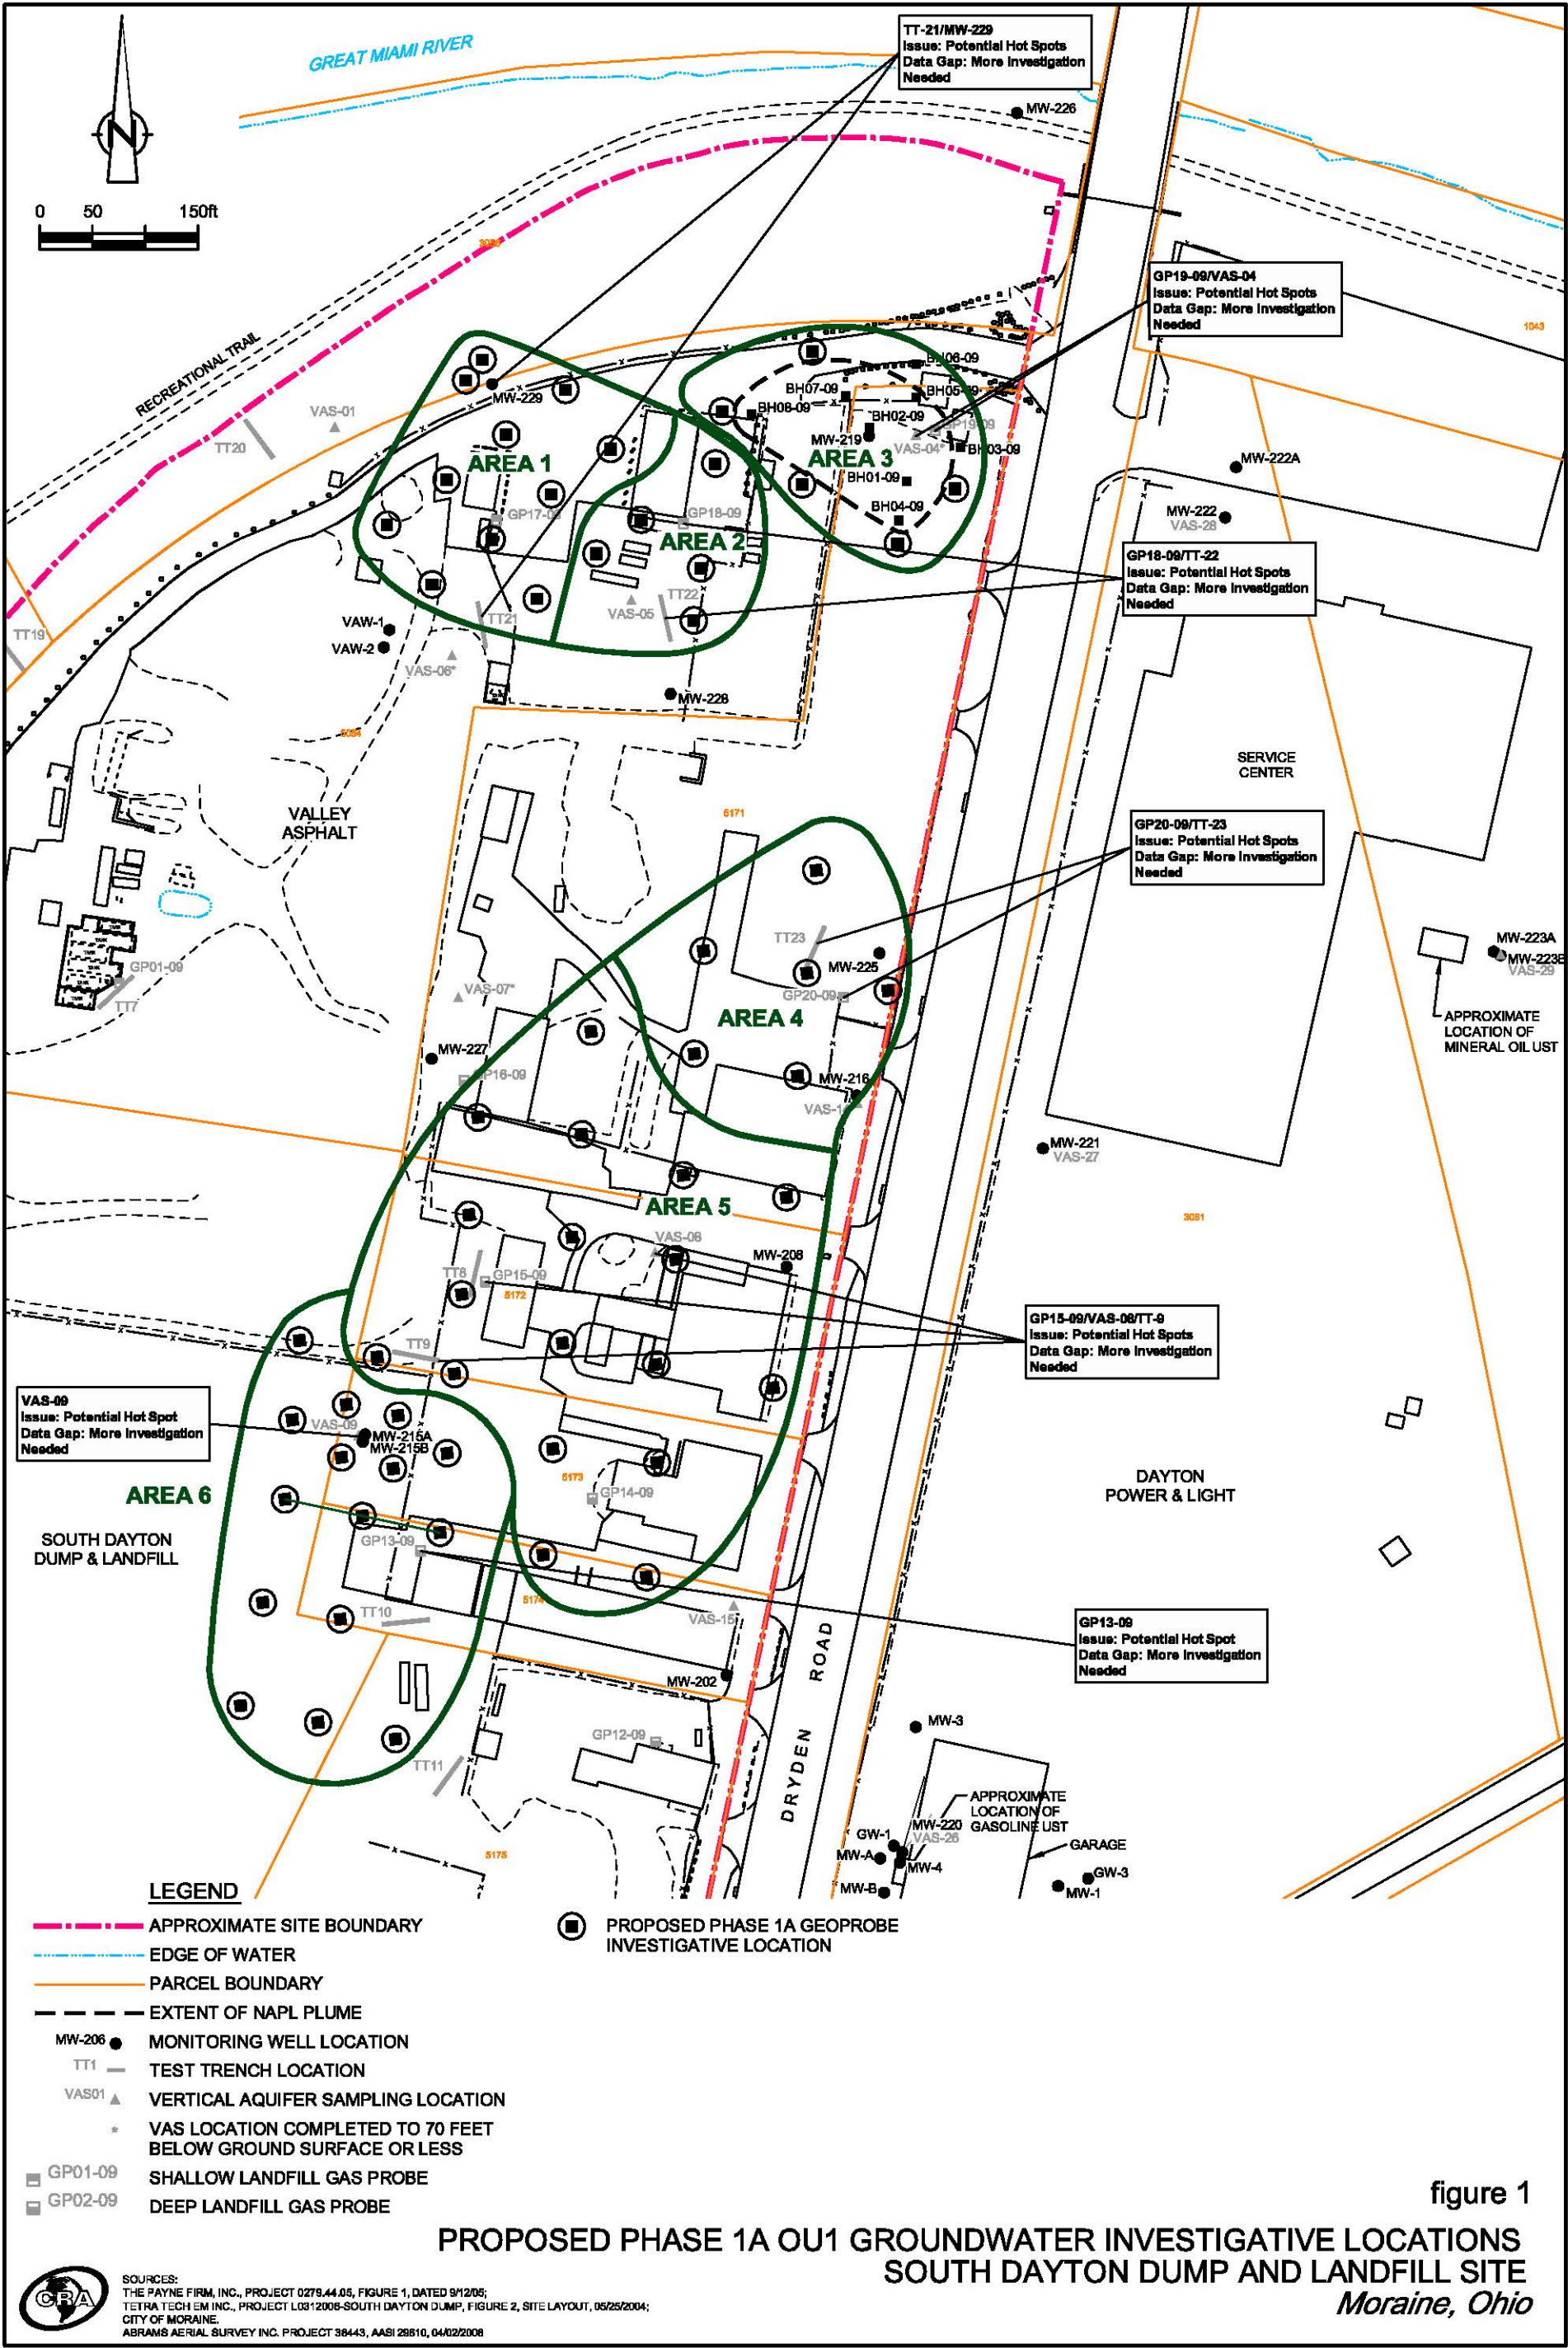 TT-21/MW-229
Issue: Potential Hot Spots
Data Gap: More Investigation
Needed
GREAT MIAMI RIVER
MW-226
N
0 50 150ft
3056
GP19-09/VAS-04
Issue: Potential Hot Spots
Data Gap: More Investigation
Needed
1043
RECREATIONAL TRAIL
VAS-01
TT20
MW-229
BH06-09
BH07-09
BH05-09
BH08-09
BH02-09
GP19-09
MW-219
VAS-04*
BH03-09
AREA 1
AREA 3
BH01-09
MW-222A
BH04-09
MW-222
VAS-28
GP17-09
GP18-09
AREA 2
GP18-09/TT-22
Issue: Potential Hot Spots
Data Gap: More Investigation
Needed
TT22
VAS-05
TT21
TT19
VAW-1
VAW-2
VAS-06*
MW-228
5054
SERVICE
CENTER
VALLEY
ASPHALT
5171
GP20-09/TT-23
Issue: Potential Hot Spots
Data Gap: More Investigation
Needed
TT23
MW-225
MW-223A
MW-223B
VAS-29
GP01-09
TT7
VAS-07*
GP20-09
AREA 4
APPROXIMATE
LOCATION OF
MINERAL OIL UST
MW-227
GP16-09
MW-216
MW-221
VAS-27
AREA 5
3081
VAS-08
MW-208
TT8
GP15-09
5172
GP15-09/VAS-08/TT-9
Issue: Potential Hot Spots
Data Gap: More Investigation
Needed
TT9
VAS-09
Issue: Potential Hot Spot
Data Gap: More Investigation
Needed
VAS-09
MW-215A
MW-215B
5173
GP14-09
DAYTON
POWER & LIGHT
AREA 6
SOUTH DAYTON
DUMP & LANDFILL
GP13-09
5174
TT10
VAS-15
GP13-09
Issue: Potential Hot Spot
Data Gap: More Investigation
Needed
MW-202
DRYDEN ROAD
MW-3
GP12-09
TT11
APPROXIMATE
LOCATION OF
GASOLINE UST
GW-1
MW-220
VAS-26
GARAGE
MW-A
MW-4
GW-3
MW-B
MW-1
5175
LEGEND
APPROXIMATE SITE BOUNDARY
EDGE OF WATER
PARCEL BOUNDARY
EXTENT OF NAPL PLUME
MW-206 MONITORING WELL LOCATION
TT1 TEST TRENCH LOCATION
VAS01 VERTICAL AQUIFER SAMPLING LOCATION
* VAS LOCATION COMPLETED TO 70 FEET
BELOW GROUND SURFACE OR LESS
GP01-09 SHALLOW LANDFILL GAS PROBE
GP02-09 DEEP LANDFILL GAS PROBE
PROPOSED PHASE 1A GEOPROBE
INVESTIGATIVE LOCATION
figure 1
PROPOSED PHASE 1A OU1 GROUNDWATER INVESTIGATIVE LOCATIONS
SOUTH DAYTON DUMP AND LANDFILL SITE
Moraine, Ohio
CRA
SOURCES:
THE PAYNE FIRM, INC., PROJECT 0279.44.05, FIGURE 1, DATED 9/12/05;
TETRA TECH EM INC., PROJECT L0312006-SOUTH DAYTON DUMP, FIGURE 2, SITE LAYOUT, 05/25/2004;
CITY OF MORAINE.
ABRAMS AERIAL SURVEY INC. PROJECT 38443, AASI 29610, 04/02/2008